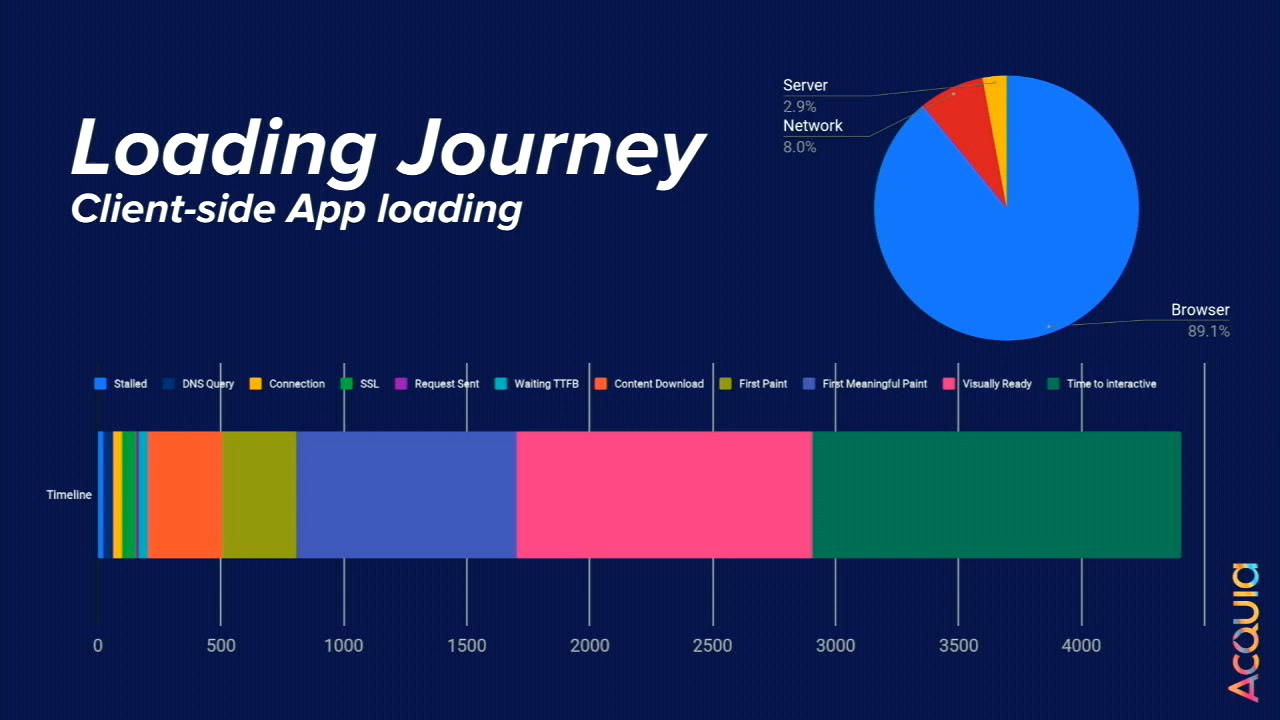 Loading Journey
Client-side App loading
Server
2.9%
Network
8.0%
Browser
89.1%
Stalled DNS Query Connection SSL Request Sent Waiting TTFB Content Download First Paint First Meaningful Paint Visually Ready Time to interactive
Timeline
0 500 1000 1500 2000 2500 3000 3500 4000
ACQUIA